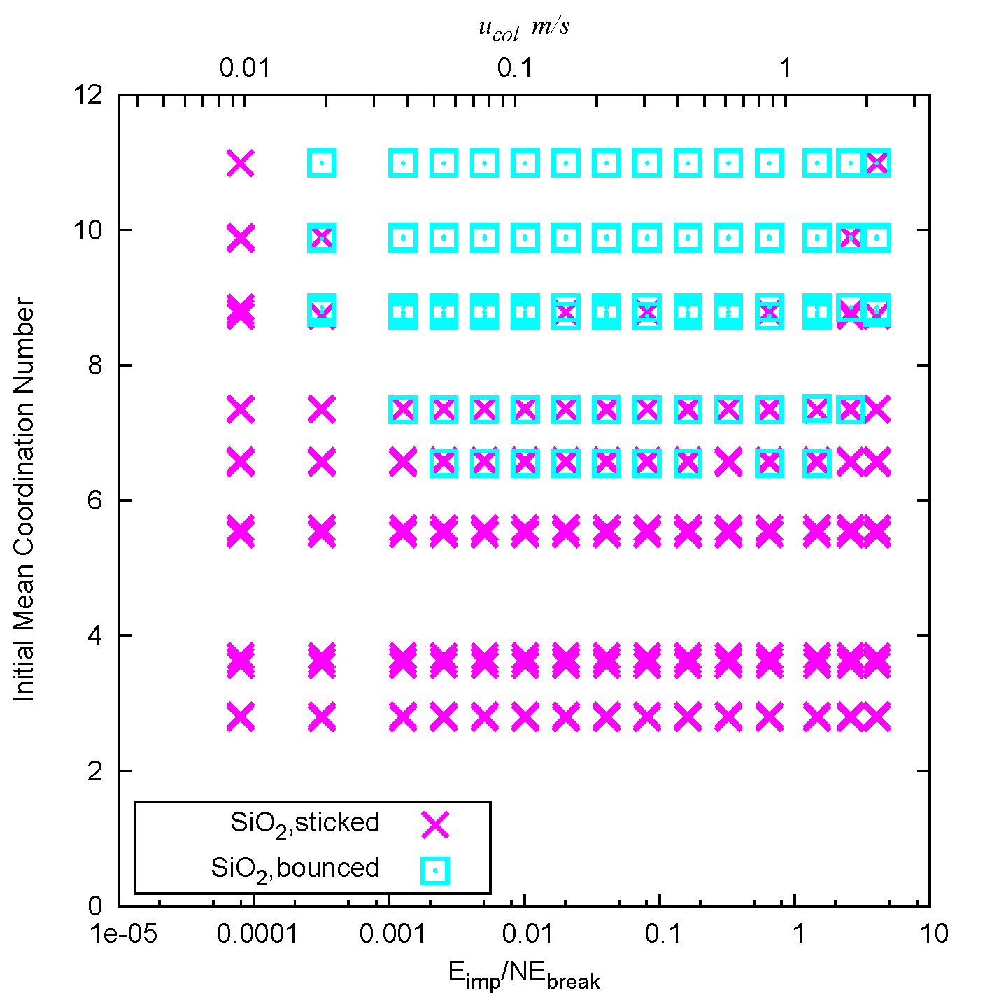 u_col m/s
0.01 0.1 1
12
10
8
6
4
2
0
Initial Mean Coordination Number
SiO₂,sticked
SiO₂,bounced
1e-05 0.0001 0.001 0.01 0.1 1 10
E_imp/NE_break